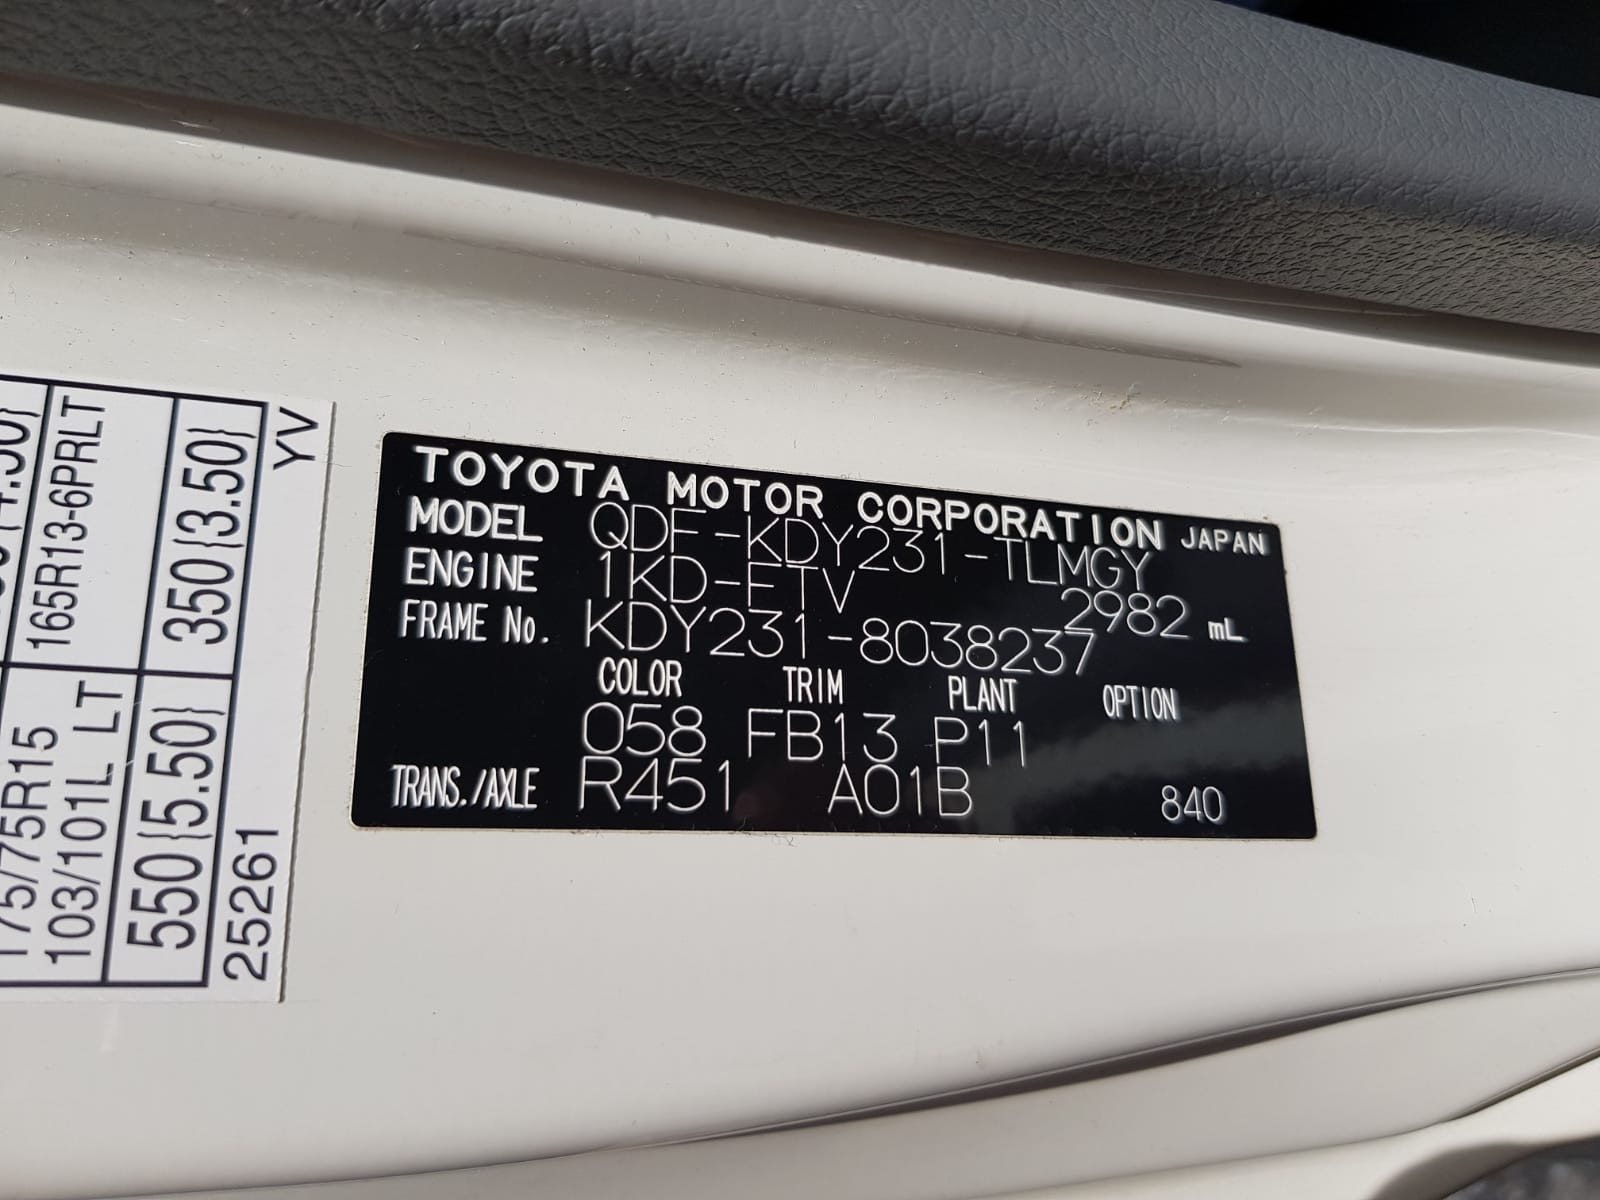 TOYOTA MOTOR CORPORATION JAPAN
MODEL QDF-KDY231-TLMGY
ENGINE 1KD-FTV 2982 mL
FRAME No. KDY231-8038237
COLOR TRIM PLANT OPTION
058 FB13 P11
TRANS./AXLE R451 A01B 840
175/75R15 165R13-6PRLT
103/101L LT
550{5.50} 350{3.50}
25261 YV